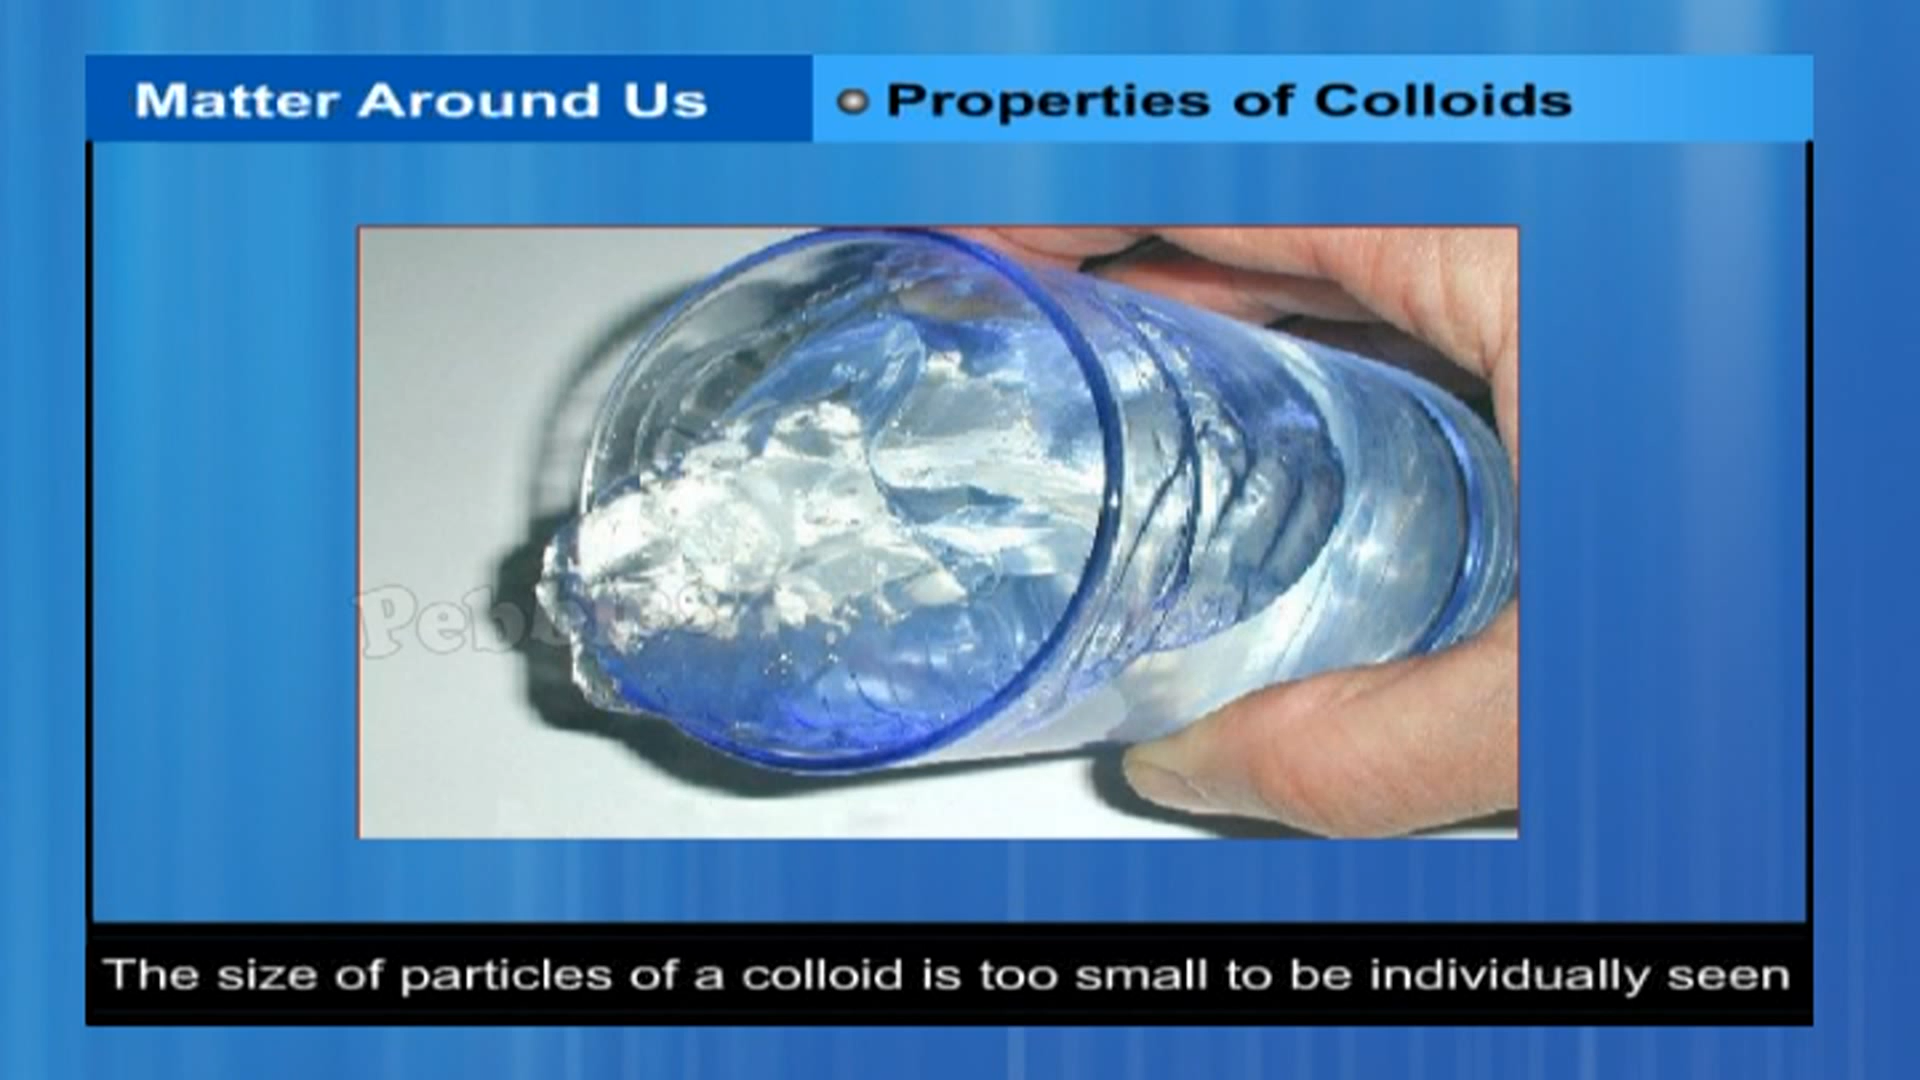 Matter Around Us
Properties of Colloids
The size of particles of a colloid is too small to be individually seen